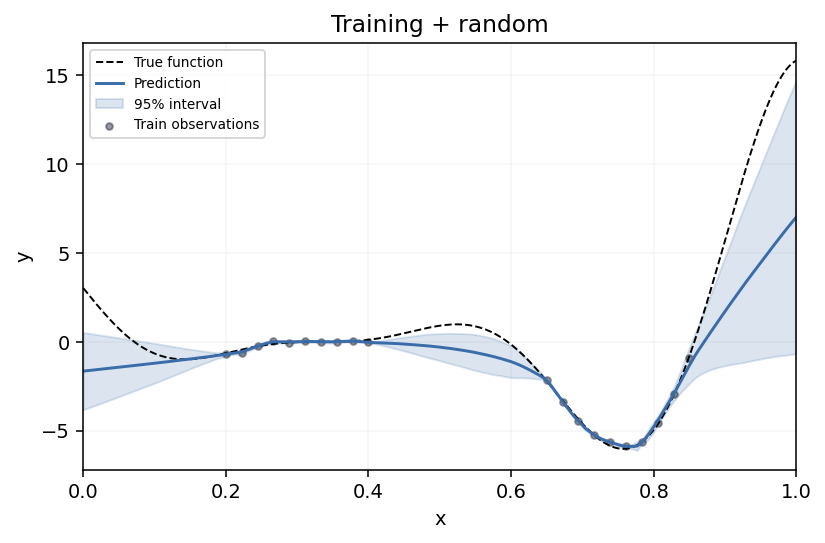 Training + random
True function
Prediction
95% interval
Train observations
y
15
10
5
0
−5
0.0 0.2 0.4 0.6 0.8 1.0
x